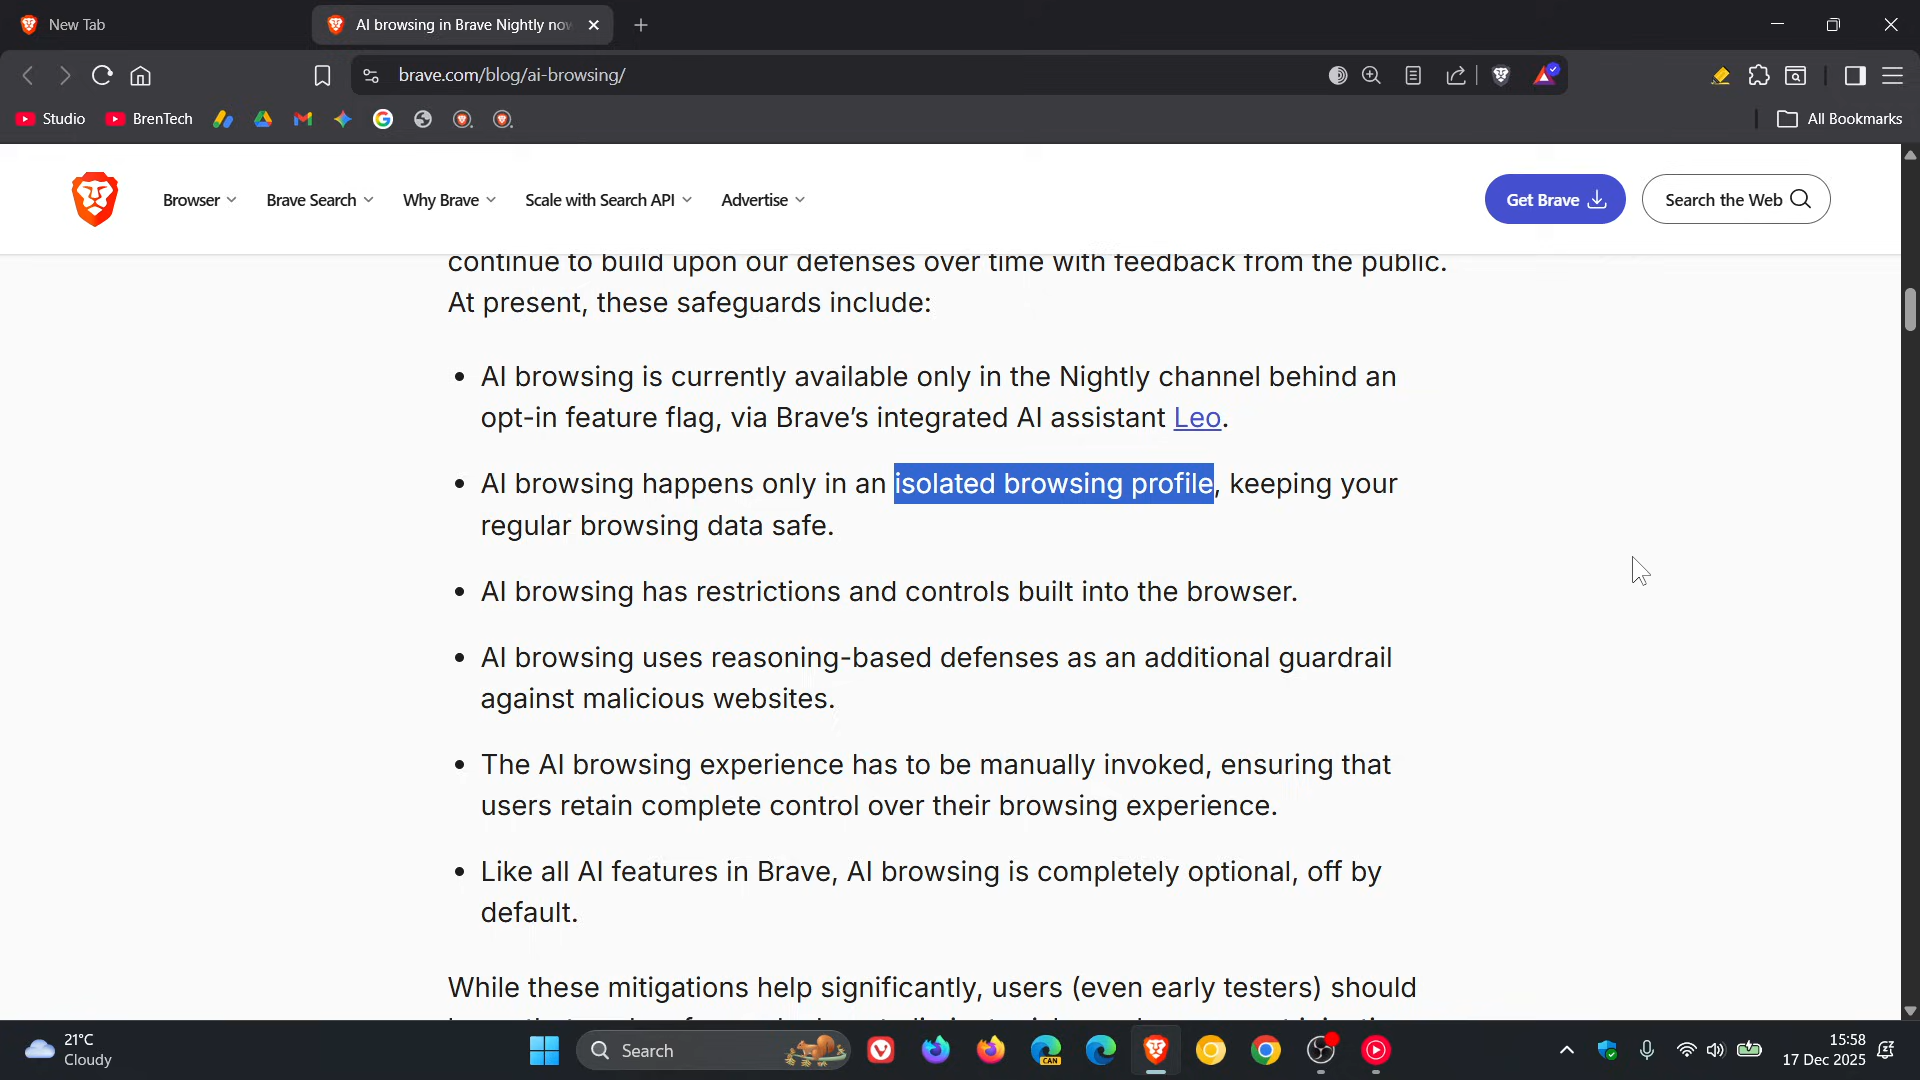 New Tab
AI browsing in Brave Nightly now
brave.com/blog/ai-browsing/
Studio
BrenTech
All Bookmarks
Browser
Brave Search
Why Brave
Scale with Search API
Advertise
Get Brave
Search the Web
continue to build upon our defenses over time with feedback from the public.
At present, these safeguards include:
• AI browsing is currently available only in the Nightly channel behind an
opt-in feature flag, via Brave’s integrated AI assistant Leo.
• AI browsing happens only in an isolated browsing profile, keeping your
regular browsing data safe.
• AI browsing has restrictions and controls built into the browser.
• AI browsing uses reasoning-based defenses as an additional guardrail
against malicious websites.
• The AI browsing experience has to be manually invoked, ensuring that
users retain complete control over their browsing experience.
• Like all AI features in Brave, AI browsing is completely optional, off by
default.
While these mitigations help significantly, users (even early testers) should
21°C
Cloudy
Search
CAN
15:58
17 Dec 2025